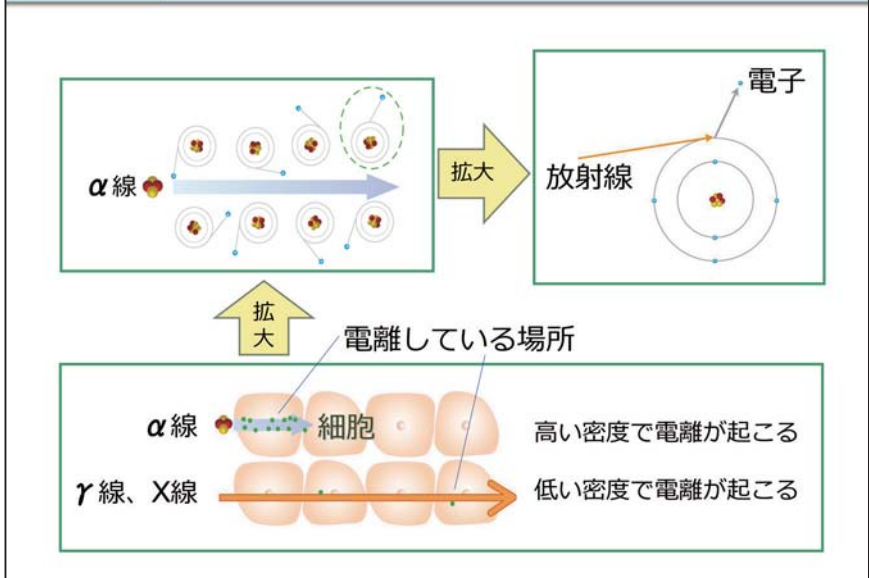 α線
拡大
電子
放射線
拡
大
電離している場所
α線
細胞
高い密度で電離が起こる
γ線、X線
低い密度で電離が起こる